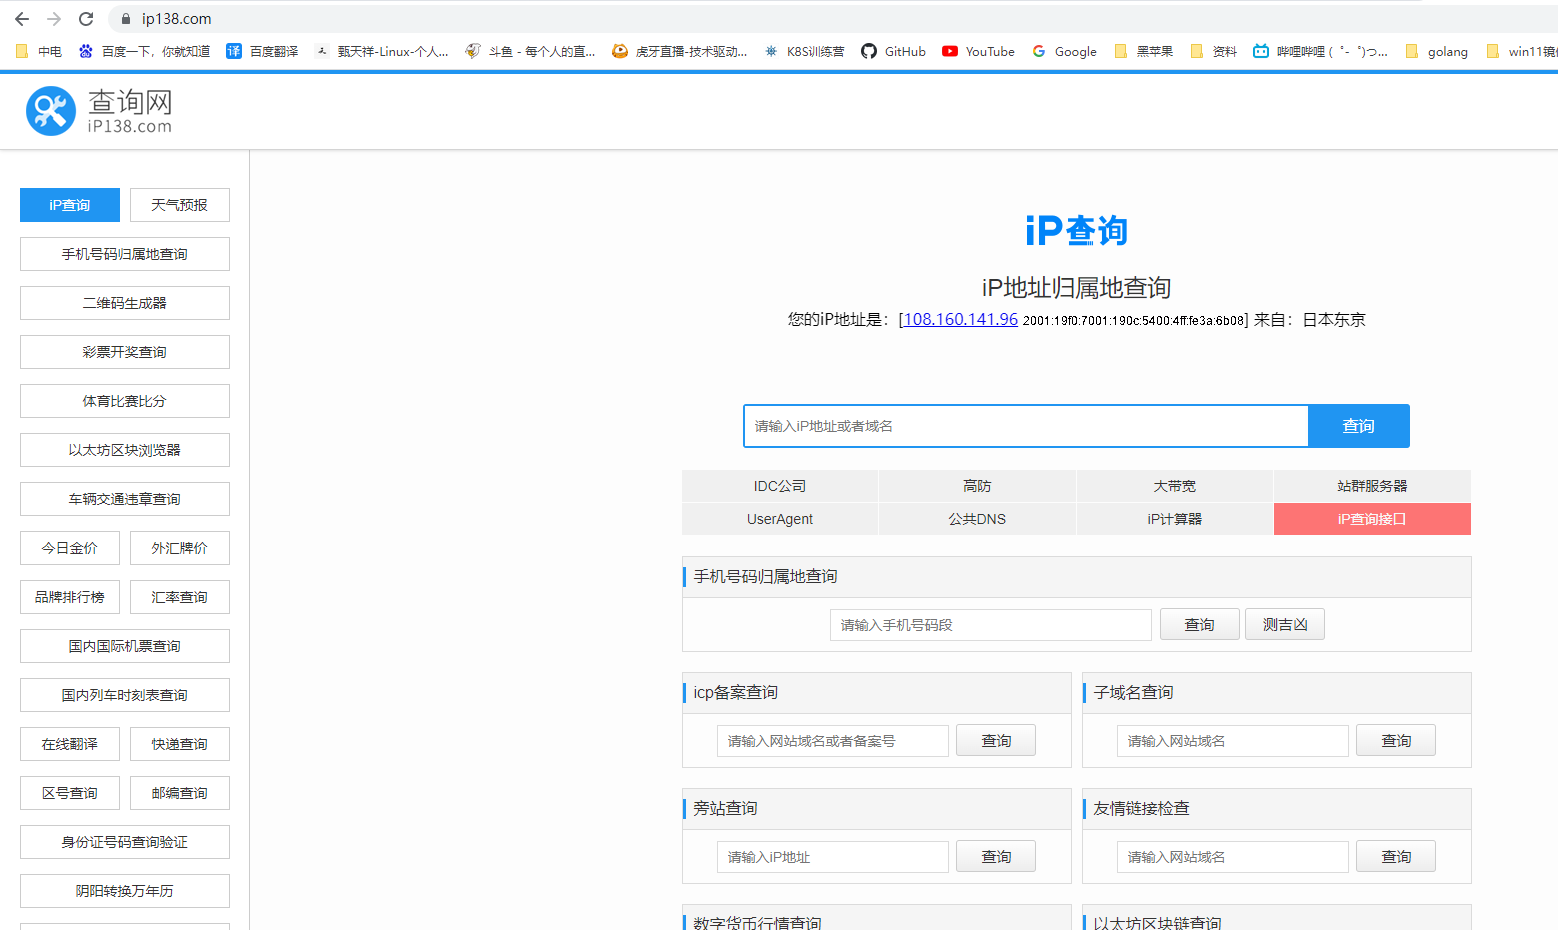 ip138.com
中电
百度一下，你就知道
译 百度翻译
甄天祥-Linux-个人...
斗鱼 - 每个人的直...
虎牙直播-技术驱动...
K8S训练营
GitHub
YouTube
Google
黑苹果
资料
哔哩哔哩 ( ゜- ゜)つ...
golang
win11镜
查询网
iP138.com
iP查询
天气预报
手机号码归属地查询
二维码生成器
彩票开奖查询
体育比赛比分
以太坊区块浏览器
车辆交通违章查询
今日金价
外汇牌价
品牌排行榜
汇率查询
国内国际机票查询
国内列车时刻表查询
在线翻译
快递查询
区号查询
邮编查询
身份证号码查询验证
阴阳转换万年历
iP查询
iP地址归属地查询
您的iP地址是：[108.160.141.96 2001:19f0:7001:190c:5400:4ff:fe3a:6b08] 来自：日本东京
请输入iP地址或者域名
查询
IDC公司 高防 大带宽 站群服务器
UserAgent 公共DNS iP计算器 iP查询接口
手机号码归属地查询
请输入手机号码段
查询
测吉凶
icp备案查询
请输入网站域名或者备案号
查询
子域名查询
请输入网站域名
查询
旁站查询
请输入iP地址
查询
友情链接检查
请输入网站域名
查询
数字货币行情查询
以太坊区块链查询